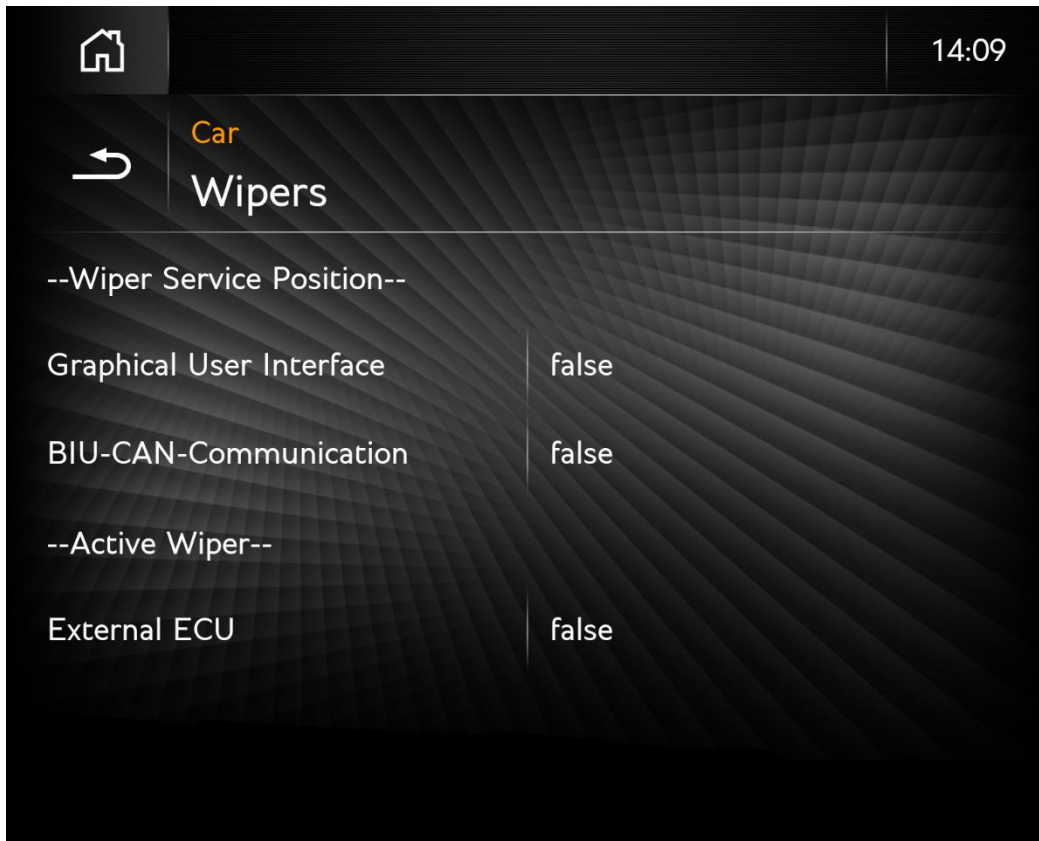 14:09
Car
Wipers
--Wiper Service Position--
Graphical User Interface false
BIU-CAN-Communication false
--Active Wiper--
External ECU false